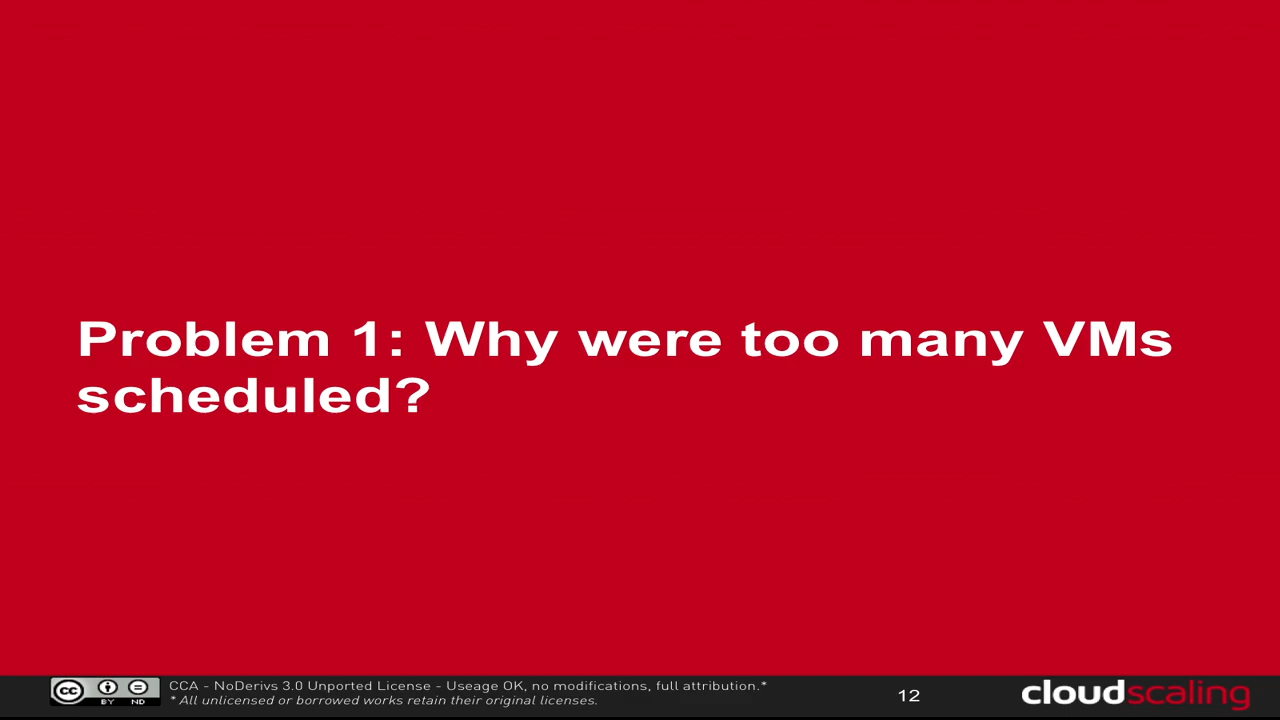 Problem 1: Why were too many VMs
scheduled?
cc BY ND
CCA - NoDerivs 3.0 Unported License - Useage OK, no modifications, full attribution.*
* All unlicensed or borrowed works retain their original licenses.
12
cloudscaling